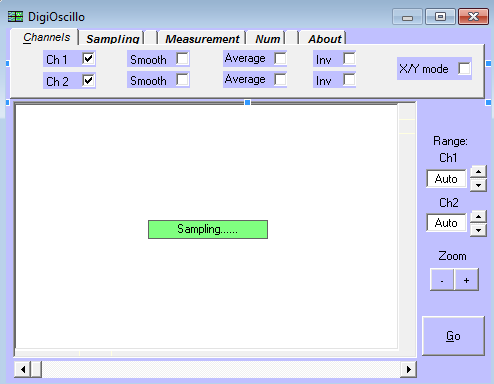 DigiOscillo
Channels Sampling Measurement Num About
Ch 1 Smooth Average Inv
Ch 2 Smooth Average Inv
X/Y mode
Range:
Ch1
Auto
Ch2
Auto
Sampling......
Zoom
- +
Go